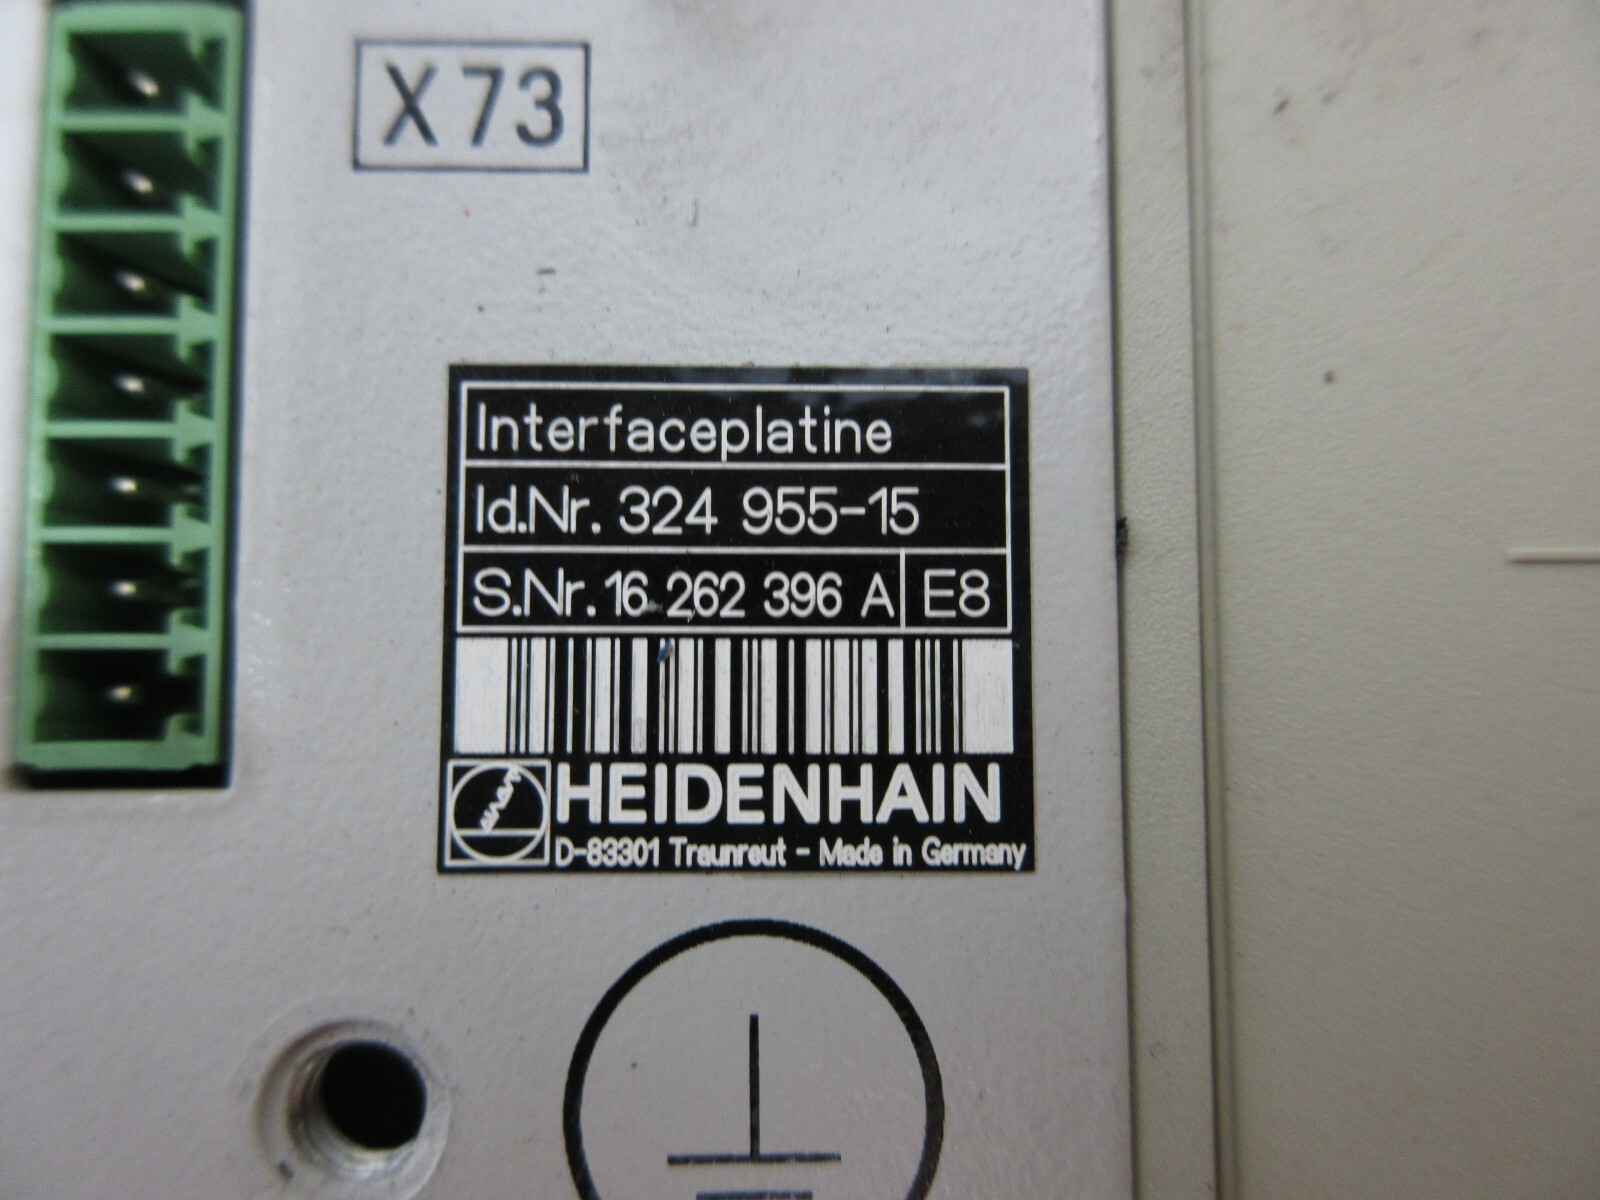 X73
Interfaceplatine
Id.Nr. 324 955-15
S.Nr. 16 262 396 A E8
HEIDENHAIN
D-83301 Traunreut - Made in Germany